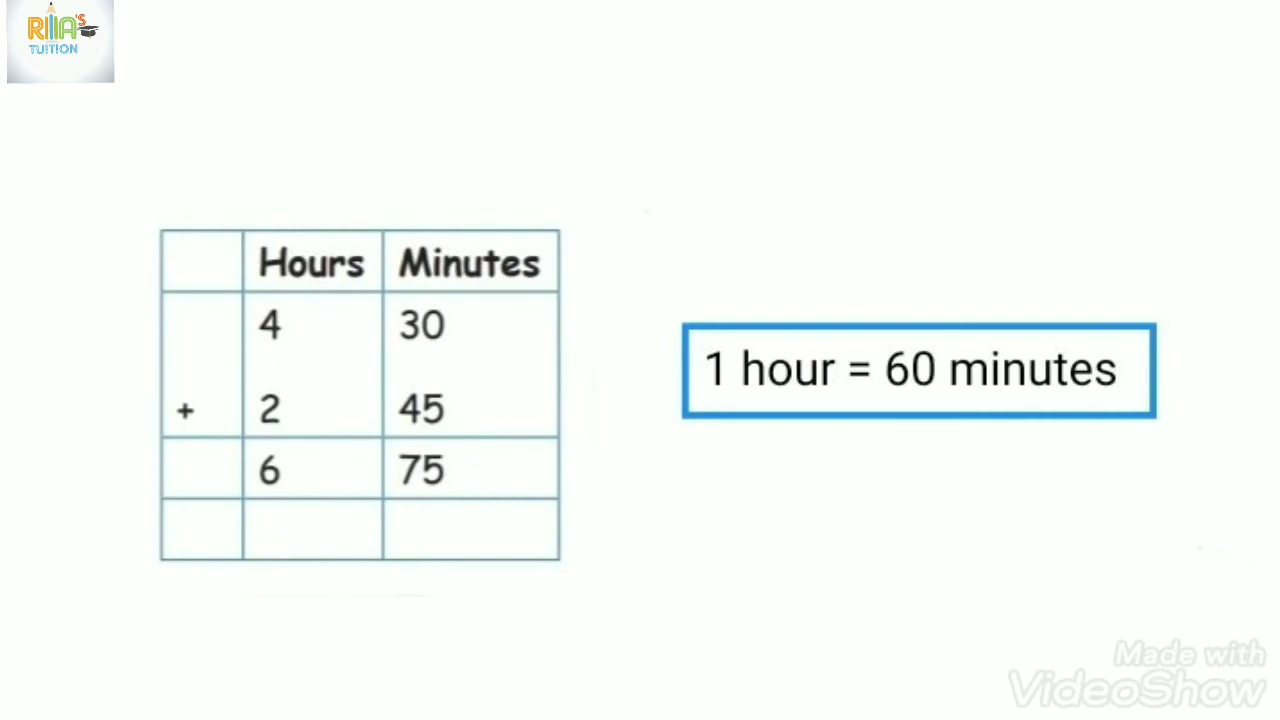 RIIA'S
TUITION
Hours Minutes
4 30
+ 2 45
6 75
1 hour = 60 minutes
Made with
VideoShow